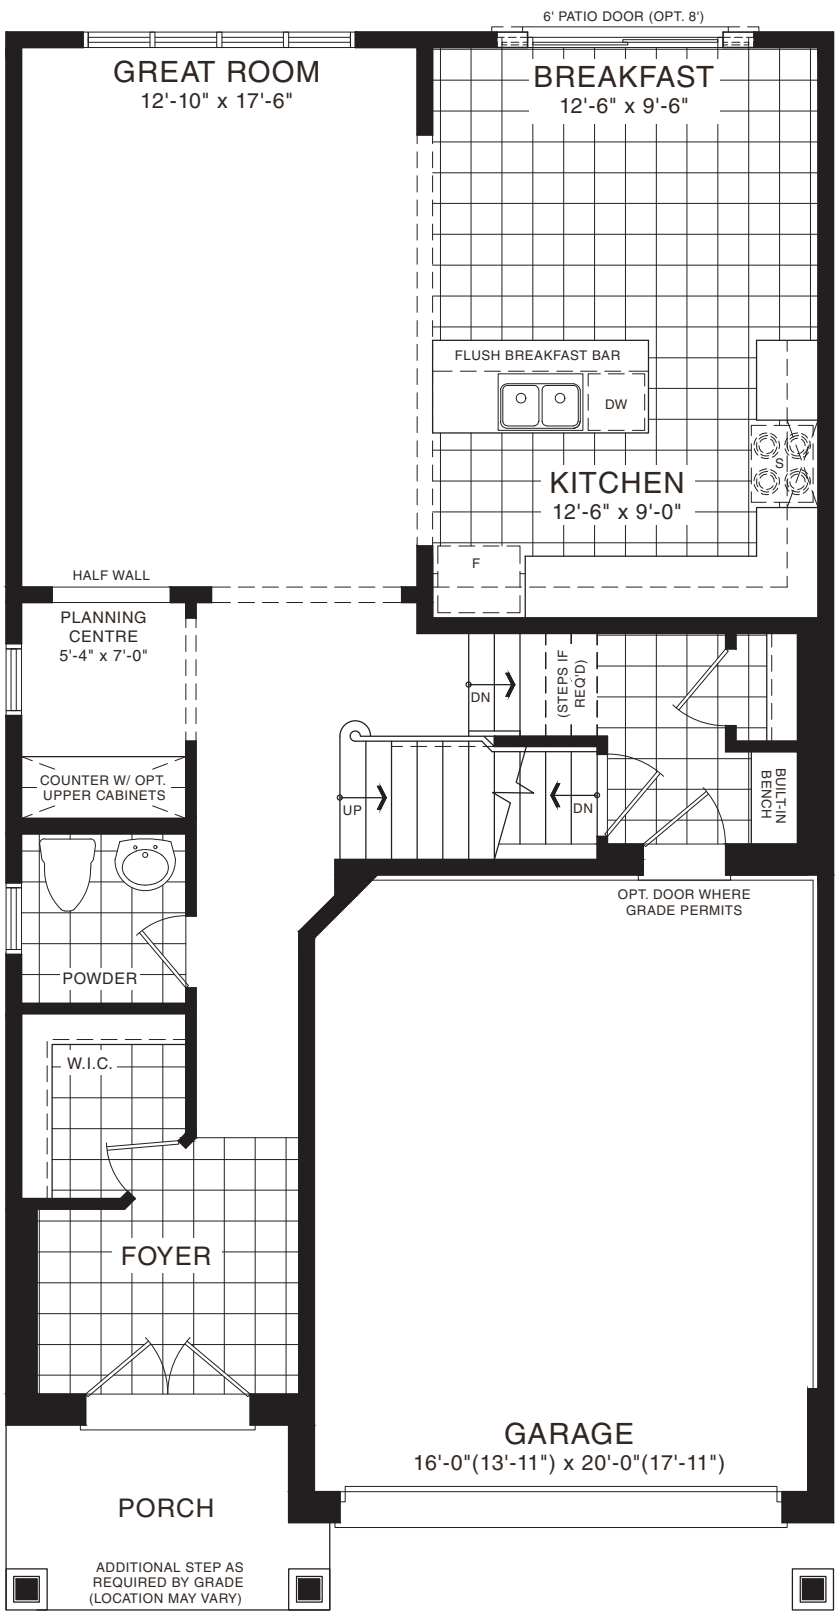 6' PATIO DOOR (OPT. 8')
GREAT ROOM
12'-10" x 17'-6"
BREAKFAST
12'-6" x 9'-6"
FLUSH BREAKFAST BAR
DW
S
KITCHEN
12'-6" x 9'-0"
F
HALF WALL
PLANNING
CENTRE
5'-4" x 7'-0"
DN
(STEPS IF
REQ'D)
COUNTER W/ OPT.
UPPER CABINETS
UP
DN
BUILT-IN
BENCH
OPT. DOOR WHERE
GRADE PERMITS
POWDER
W.I.C.
FOYER
GARAGE
16'-0"(13'-11") x 20'-0"(17'-11")
PORCH
ADDITIONAL STEP AS
REQUIRED BY GRADE
(LOCATION MAY VARY)